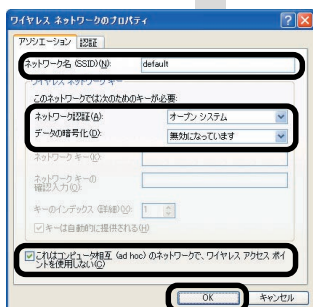 ワイヤレス ネットワークのプロパティ
アソシエーション 認証
ネットワーク名 (SSID)(N): default
ワイヤレス ネットワーク キー
このネットワークでは次のためのキーが必要:
ネットワーク認証(A): オープン システム
データの暗号化(D): 無効になっています
ネットワーク キー(K):
ネットワーク キーの
確認入力(O):
キーのインデックス (詳細)(X): 1
キーは自動的に提供される(H)
これはコンピュータ相互 (ad hoc) のネットワークで、ワイヤレス アクセス ポイ
ントを使用しない(C)
OK キャンセル